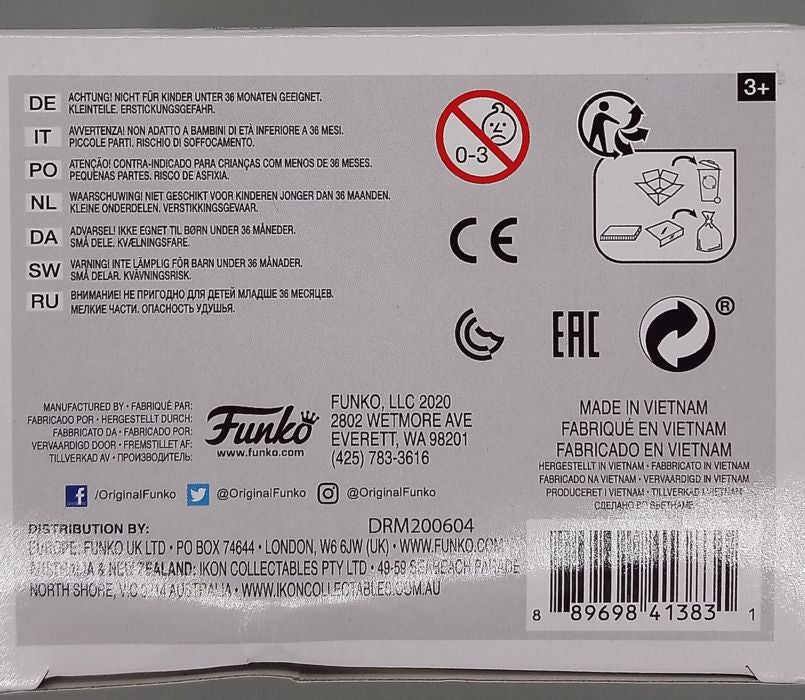 3+
DE ACHTUNG! NICHT FÜR KINDER UNTER 36 MONATEN GEEIGNET.
KLEINTEILE. ERSTICKUNGSGEFAHR.
IT AVVERTENZA! NON ADATTO A BAMBINI DI ETÀ INFERIORE A 36 MESI.
PICCOLE PARTI. RISCHIO DI SOFFOCAMENTO.
PO ATENÇÃO! CONTRA-INDICADO PARA CRIANÇAS COM MENOS DE 36 MESES.
PEQUENAS PARTES. RISCO DE ASFIXIA.
NL WAARSCHUWING! NIET GESCHIKT VOOR KINDEREN JONGER DAN 36 MAANDEN.
KLEINE ONDERDELEN. VERSTIKKINGSGEVAAR.
DA ADVARSEL! IKKE EGNET TIL BØRN UNDER 36 MÅNEDER.
SMÅ DELE. KVÆLNINGSFARE.
SW VARNING! INTE LÄMPLIG FÖR BARN UNDER 36 MÅNADER.
SMÅ DELAR. KVÄVNINGSRISK.
RU ВНИМАНИЕ! НЕ ПРИГОДНО ДЛЯ ДЕТЕЙ МЛАДШЕ 36 МЕСЯЦЕВ.
МЕЛКИЕ ЧАСТИ. ОПАСНОСТЬ УДУШЬЯ.
0-3
CE
EAC
®
MANUFACTURED BY • FABRIQUÉ PAR:
FABRICADO POR • HERGESTELLT DURCH:
FABBRICATO DA • FABRICADO POR:
VERVAARDIGD DOOR • FREMSTILLET AF:
TILLVERKAD AV • ПРОИЗВОДИТЕЛЬ:
Funko
www.funko.com
FUNKO, LLC 2020
2802 WETMORE AVE
EVERETT, WA 98201
(425) 783-3616
MADE IN VIETNAM
FABRIQUÉ EN VIETNAM
FABRICADO EN VIETNAM
HERGESTELLT IN VIETNAM • FABBRICATO IN VIETNAM
FABRICADO NA VIETNAM • VERVAARDIGD IN VIETNAM
PRODUCERET I VIETNAM • TILLVERKAD I VIETNAM
СДЕЛАНО ВО ВЬЕТНАМЕ
/OriginalFunko @OriginalFunko @OriginalFunko
DRM200604
DISTRIBUTION BY:
EUROPE: FUNKO UK LTD • PO BOX 74644 • LONDON, W6 6JW (UK) • WWW.FUNKO.COM
AUSTRALIA & NEW ZEALAND: IKON COLLECTABLES PTY LTD • 49-59 PARADE
NORTH SHORE, VIC AUSTRALIA • WWW.IKONCOLLECTABLES.COM.AU
8 89698 41383 1